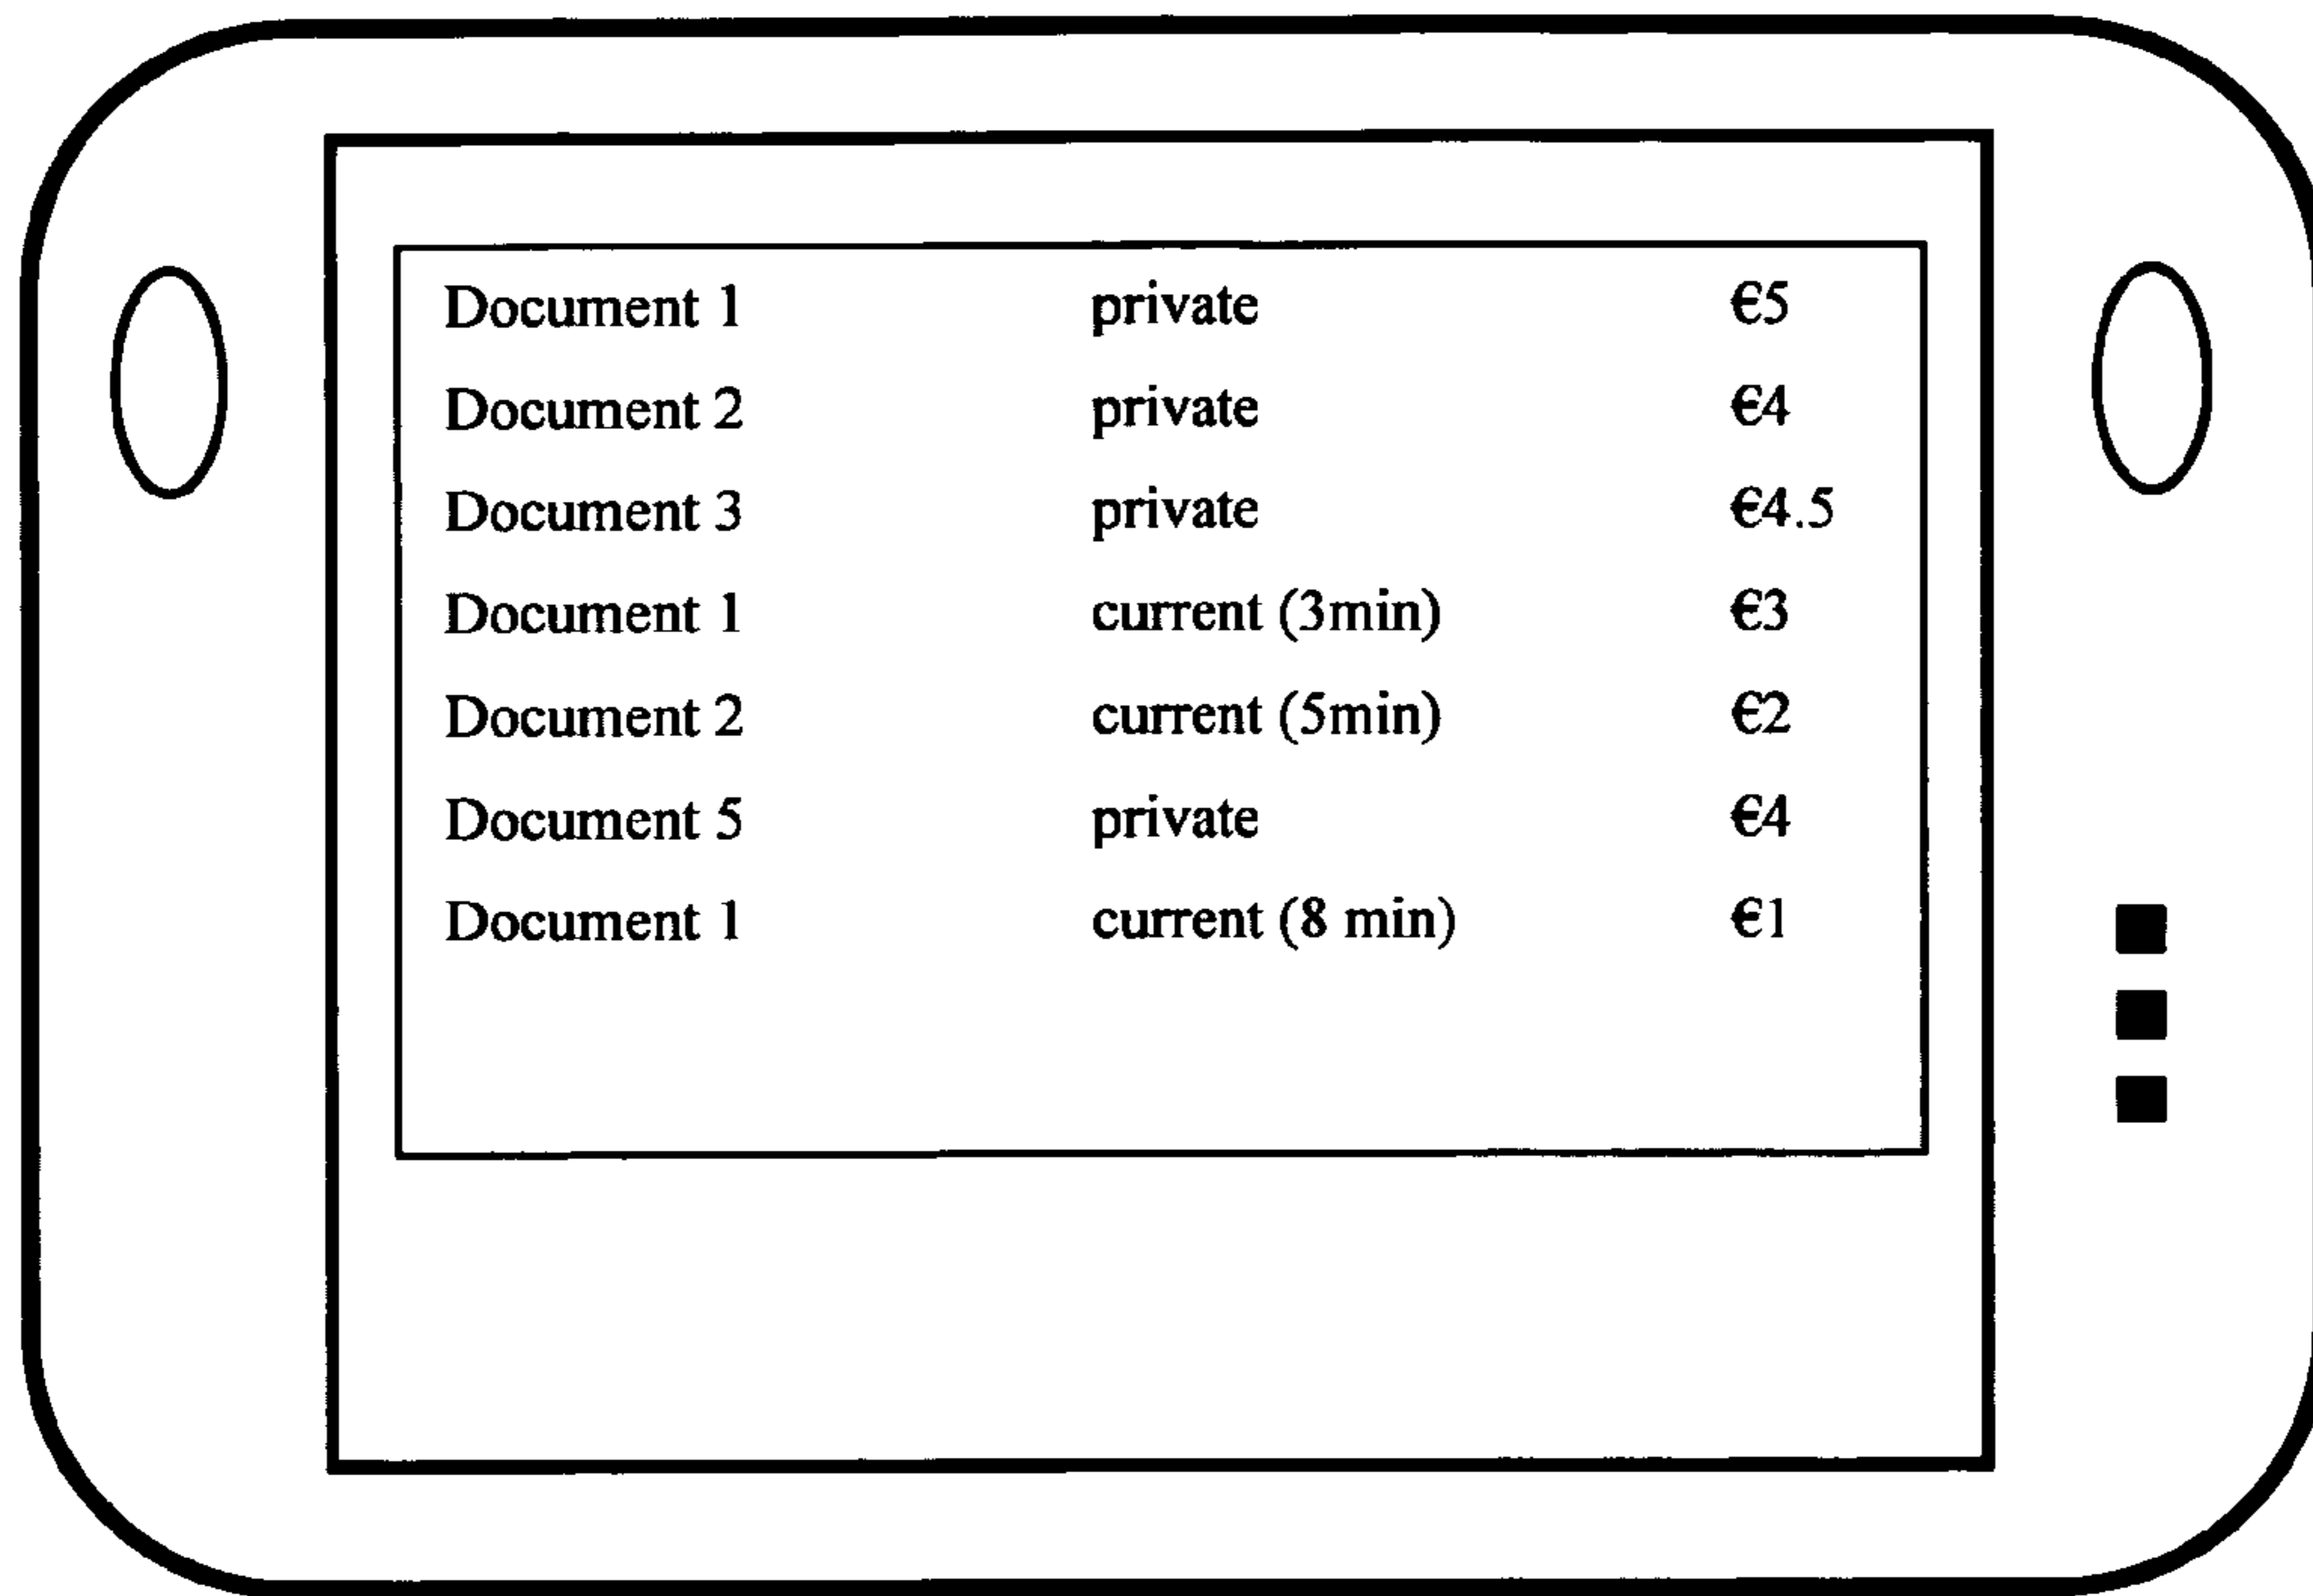 Document 1 private €5
Document 2 private €4
Document 3 private €4.5
Document 1 current (3min) €3
Document 2 current (5min) €2
Document 5 private €4
Document 1 current (8 min) €1